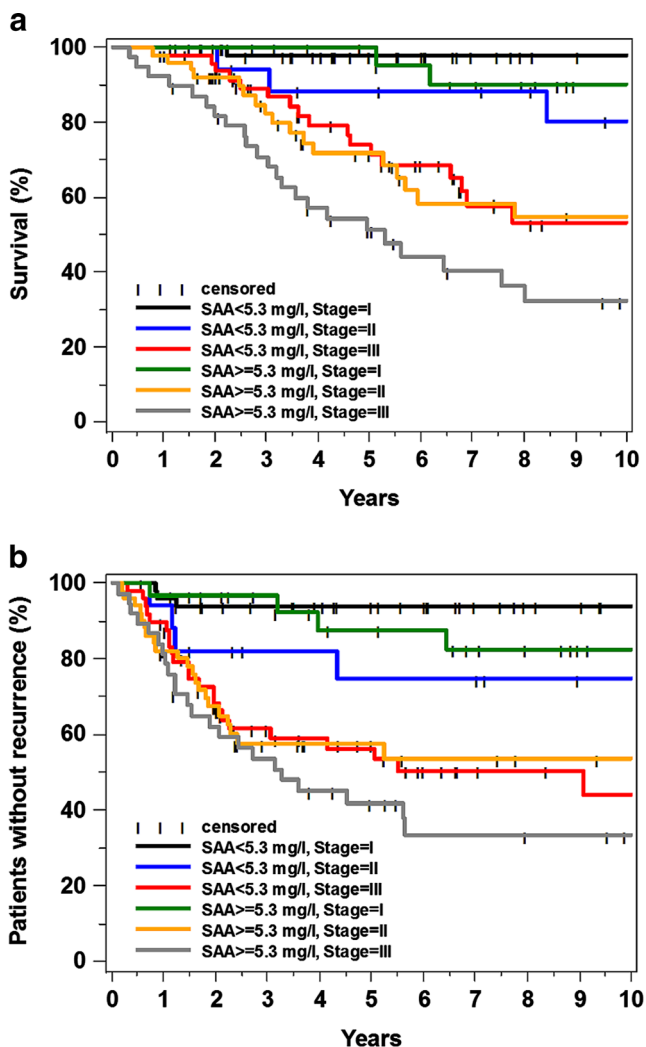 a
100
80
60
40
20
0
Survival (%)
censored
SAA<5.3 mg/l, Stage=I
SAA<5.3 mg/l, Stage=II
SAA<5.3 mg/l, Stage=III
SAA>=5.3 mg/l, Stage=I
SAA>=5.3 mg/l, Stage=II
SAA>=5.3 mg/l, Stage=III
0 1 2 3 4 5 6 7 8 9 10
Years
b
100
80
60
40
20
0
Patients without recurrence (%)
censored
SAA<5.3 mg/l, Stage=I
SAA<5.3 mg/l, Stage=II
SAA<5.3 mg/l, Stage=III
SAA>=5.3 mg/l, Stage=I
SAA>=5.3 mg/l, Stage=II
SAA>=5.3 mg/l, Stage=III
0 1 2 3 4 5 6 7 8 9 10
Years